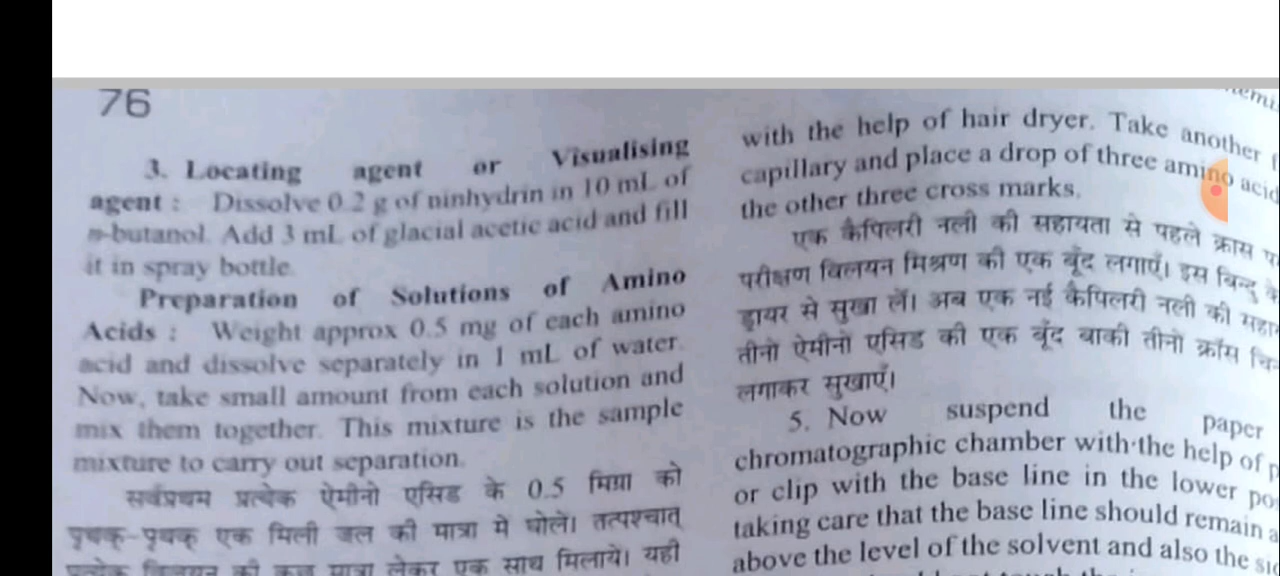 76
3. Locating agent or Visualising
agent : Dissolve 0.2 g of ninhydrin in 10 mL of
n-butanol. Add 3 mL of glacial acetic acid and fill
it in spray bottle.
Preparation of Solutions of Amino
Acids : Weight approx 0.5 mg of each amino
acid and dissolve separately in 1 mL of water.
Now, take small amount from each solution and
mix them together. This mixture is the sample
mixture to carry out separation.
सर्वप्रथम प्रत्येक ऐमीनो एसिड के 0.5 मिग्रा को
पृथक्-पृथक् एक मिली जल की मात्रा में घोलें। तत्पश्चात्
प्रत्येक विलयन की कुछ मात्रा लेकर एक साथ मिलायें। यही
with the help of hair dryer. Take another
capillary and place a drop of three amino acid
the other three cross marks.
एक कैपिलरी नली की सहायता से पहले क्रास
परीक्षण विलयन मिश्रण की एक बूँद लगाएँ। इस बिन्दु
ड्रायर से सुखा लें। अब एक नई कैपिलरी नली की
तीनों ऐमीनो एसिड की एक बूँद बाकी तीनों क्रॉस
लगाकर सुखाएँ।
5. Now suspend the paper
chromatographic chamber with the help of
or clip with the base line in the lower
taking care that the base line should remain
above the level of the solvent and also the